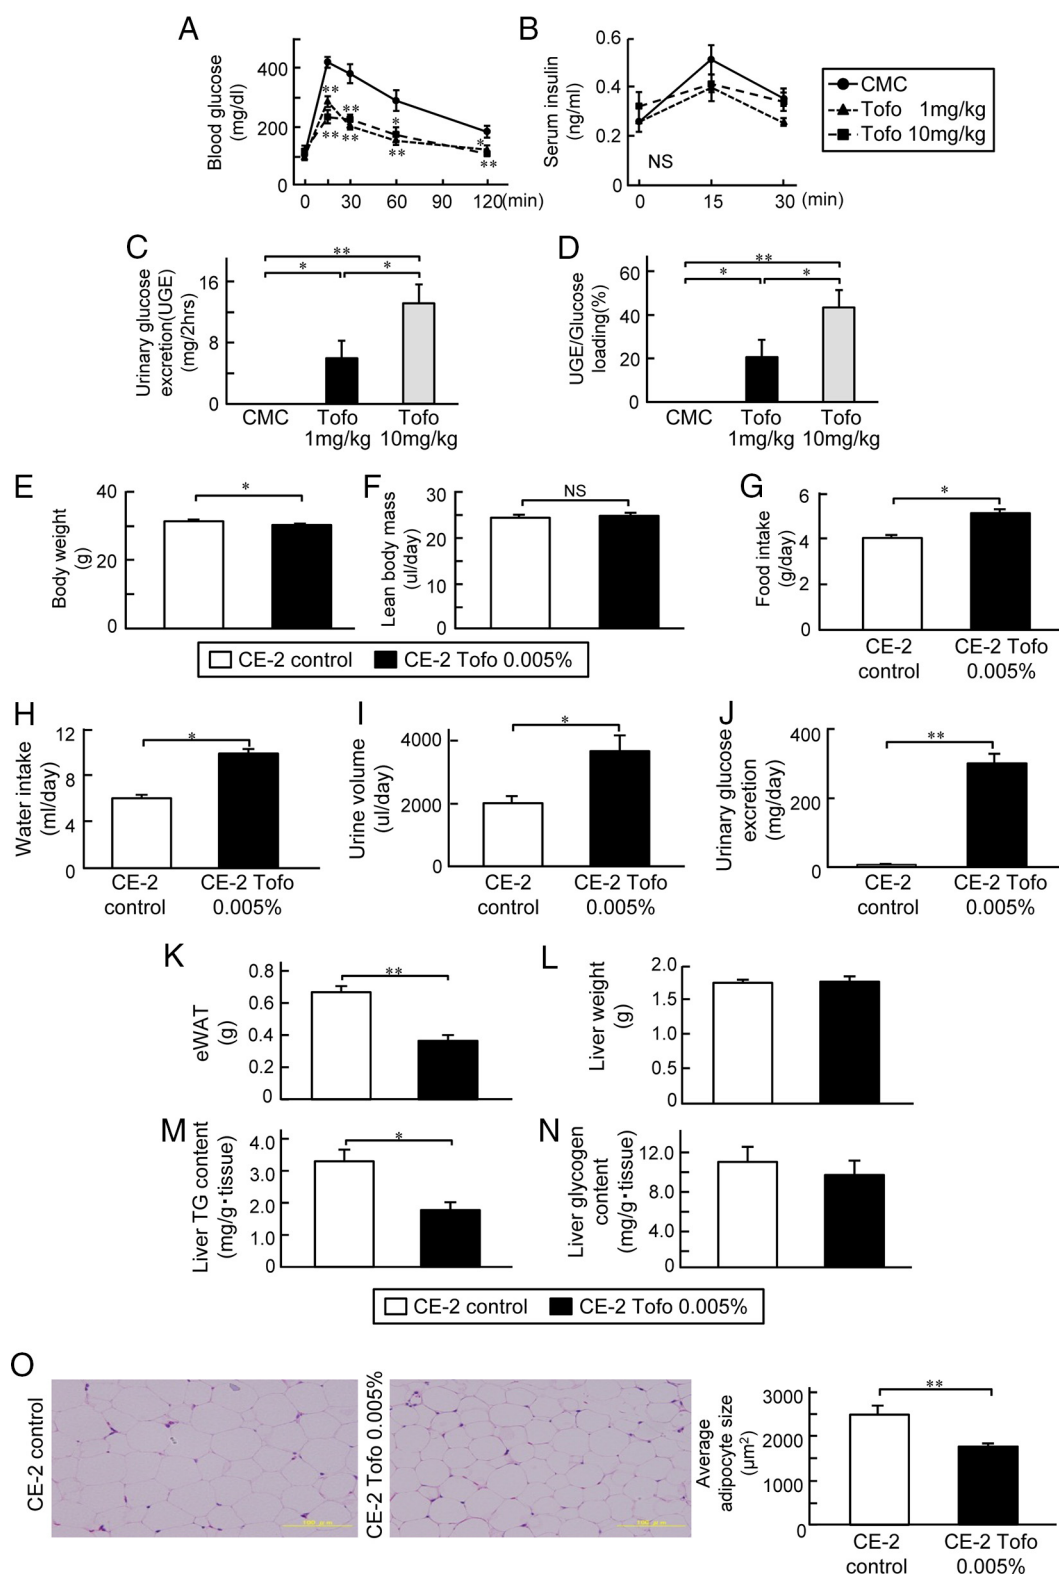 A
Blood glucose
(mg/dl)
400
200
0
**
**
**
**
*
**
*
**
0 30 60 90 120(min)
B
Serum insulin
(ng/ml)
0.6
0.4
0.2
0
NS
0 15 30 (min)
CMC
Tofo 1mg/kg
Tofo 10mg/kg
C
Urinary glucose
excretion(UGE)
(mg/2hrs)
16
8
0
**
* *
CMC Tofo Tofo
1mg/kg 10mg/kg
D
UGE/Glucose
loading(%)
60
40
20
0
**
* *
CMC Tofo Tofo
1mg/kg 10mg/kg
E
Body weight
(g)
40
20
0
*
F
Lean body mass
(ul/day)
30
20
10
0
NS
G
Food intake
(g/day)
6
4
2
0
*
CE-2 CE-2 Tofo
control 0.005%
CE-2 control CE-2 Tofo 0.005%
H
Water intake
(ml/day)
12
8
4
0
*
CE-2 CE-2 Tofo
control 0.005%
I
Urine volume
(ul/day)
4000
2000
0
*
CE-2 CE-2 Tofo
control 0.005%
J
Urinary glucose
excretion
(mg/day)
400
200
0
**
CE-2 CE-2 Tofo
control 0.005%
K
eWAT
(g)
0.8
0.6
0.4
0.2
0
**
L
Liver weight
(g)
2.0
1.5
1.0
0.5
0
M
Liver TG content
(mg/g・tissue)
4.0
3.0
2.0
1.0
0
*
N
Liver glycogen
content
(mg/g・tissue)
12.0
8.0
4.0
0
CE-2 control CE-2 Tofo 0.005%
O
CE-2 control
CE-2 Tofo 0.005%
100 μm
100 μm
Average
adipocyte size
(μm²)
3000
2000
1000
0
**
CE-2 CE-2 Tofo
control 0.005%